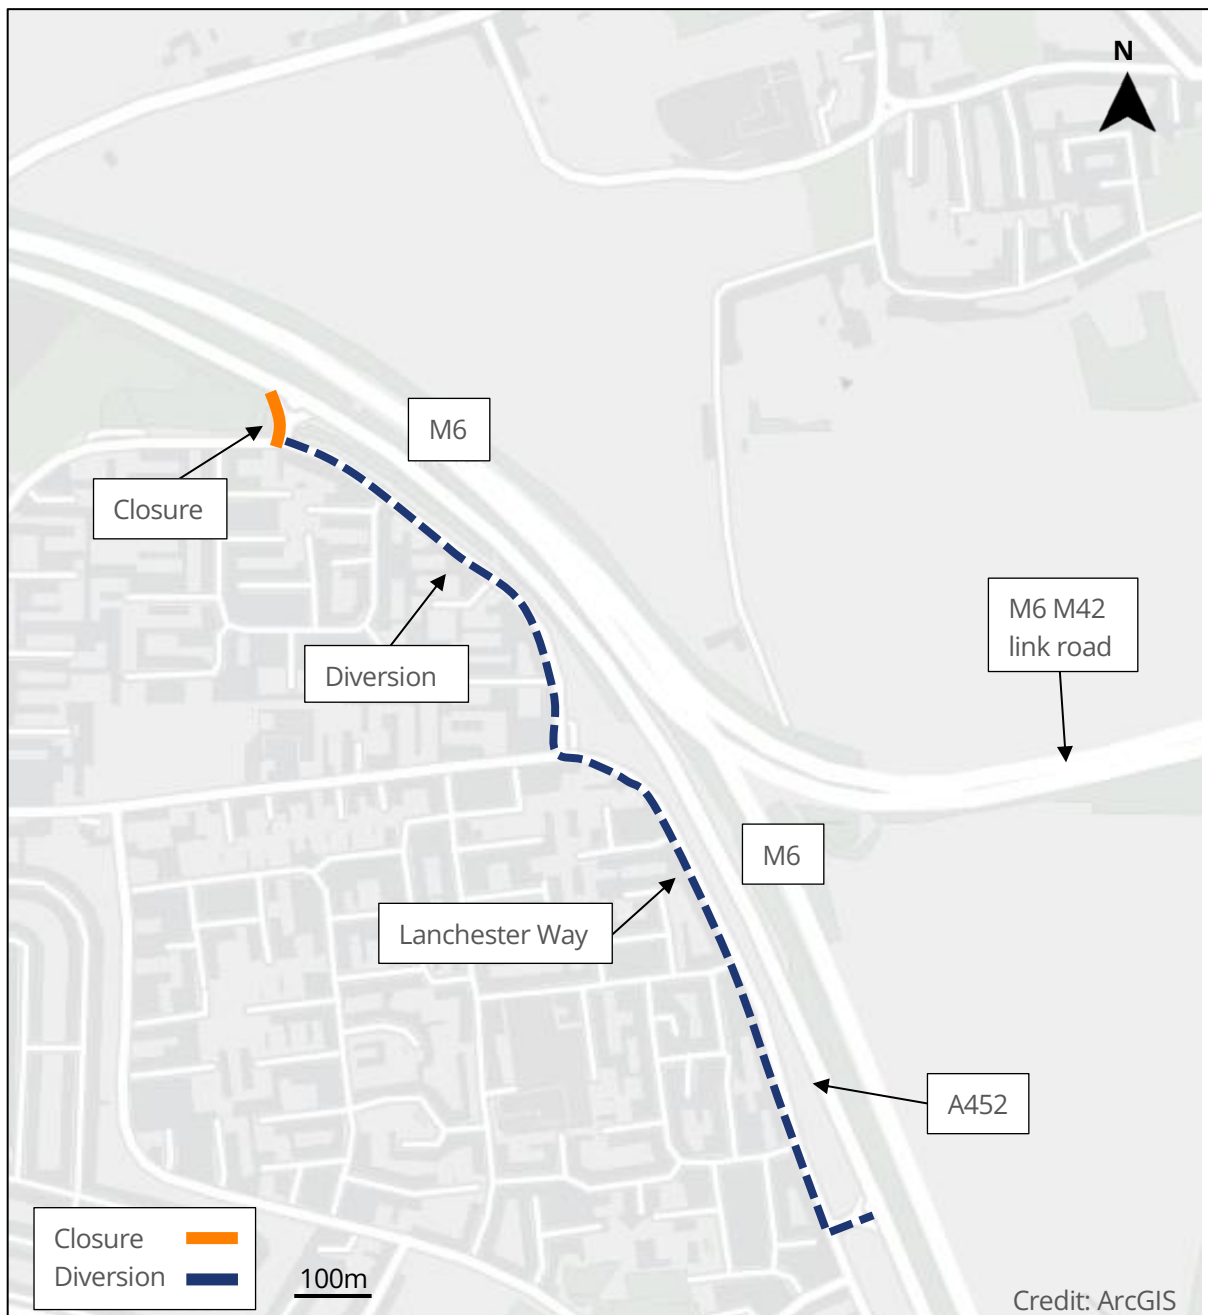 N
M6
Closure
M6 M42
link road
Diversion
M6
Lanchester Way
A452
Closure
Diversion
100m
Credit: ArcGIS